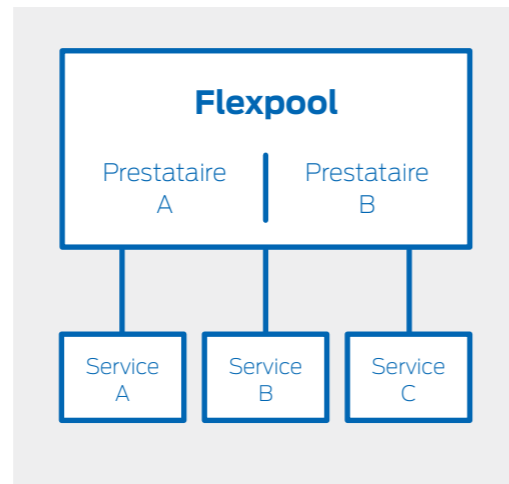 Flexpool
Prestataire Prestataire
A B
Service Service Service
A B C